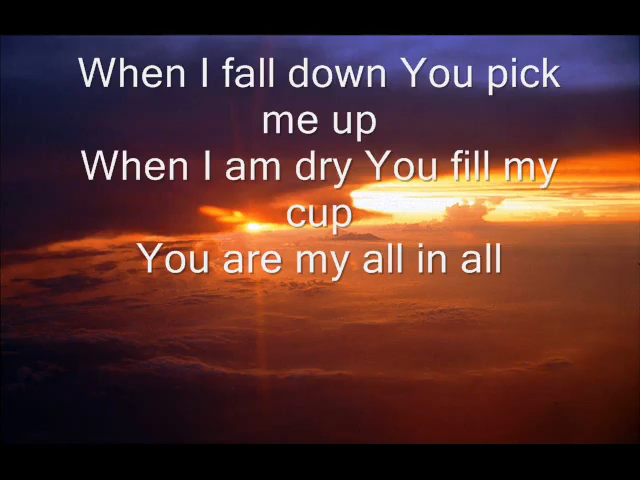 When I fall down You pick
me up
When I am dry You fill my
cup
You are my all in all